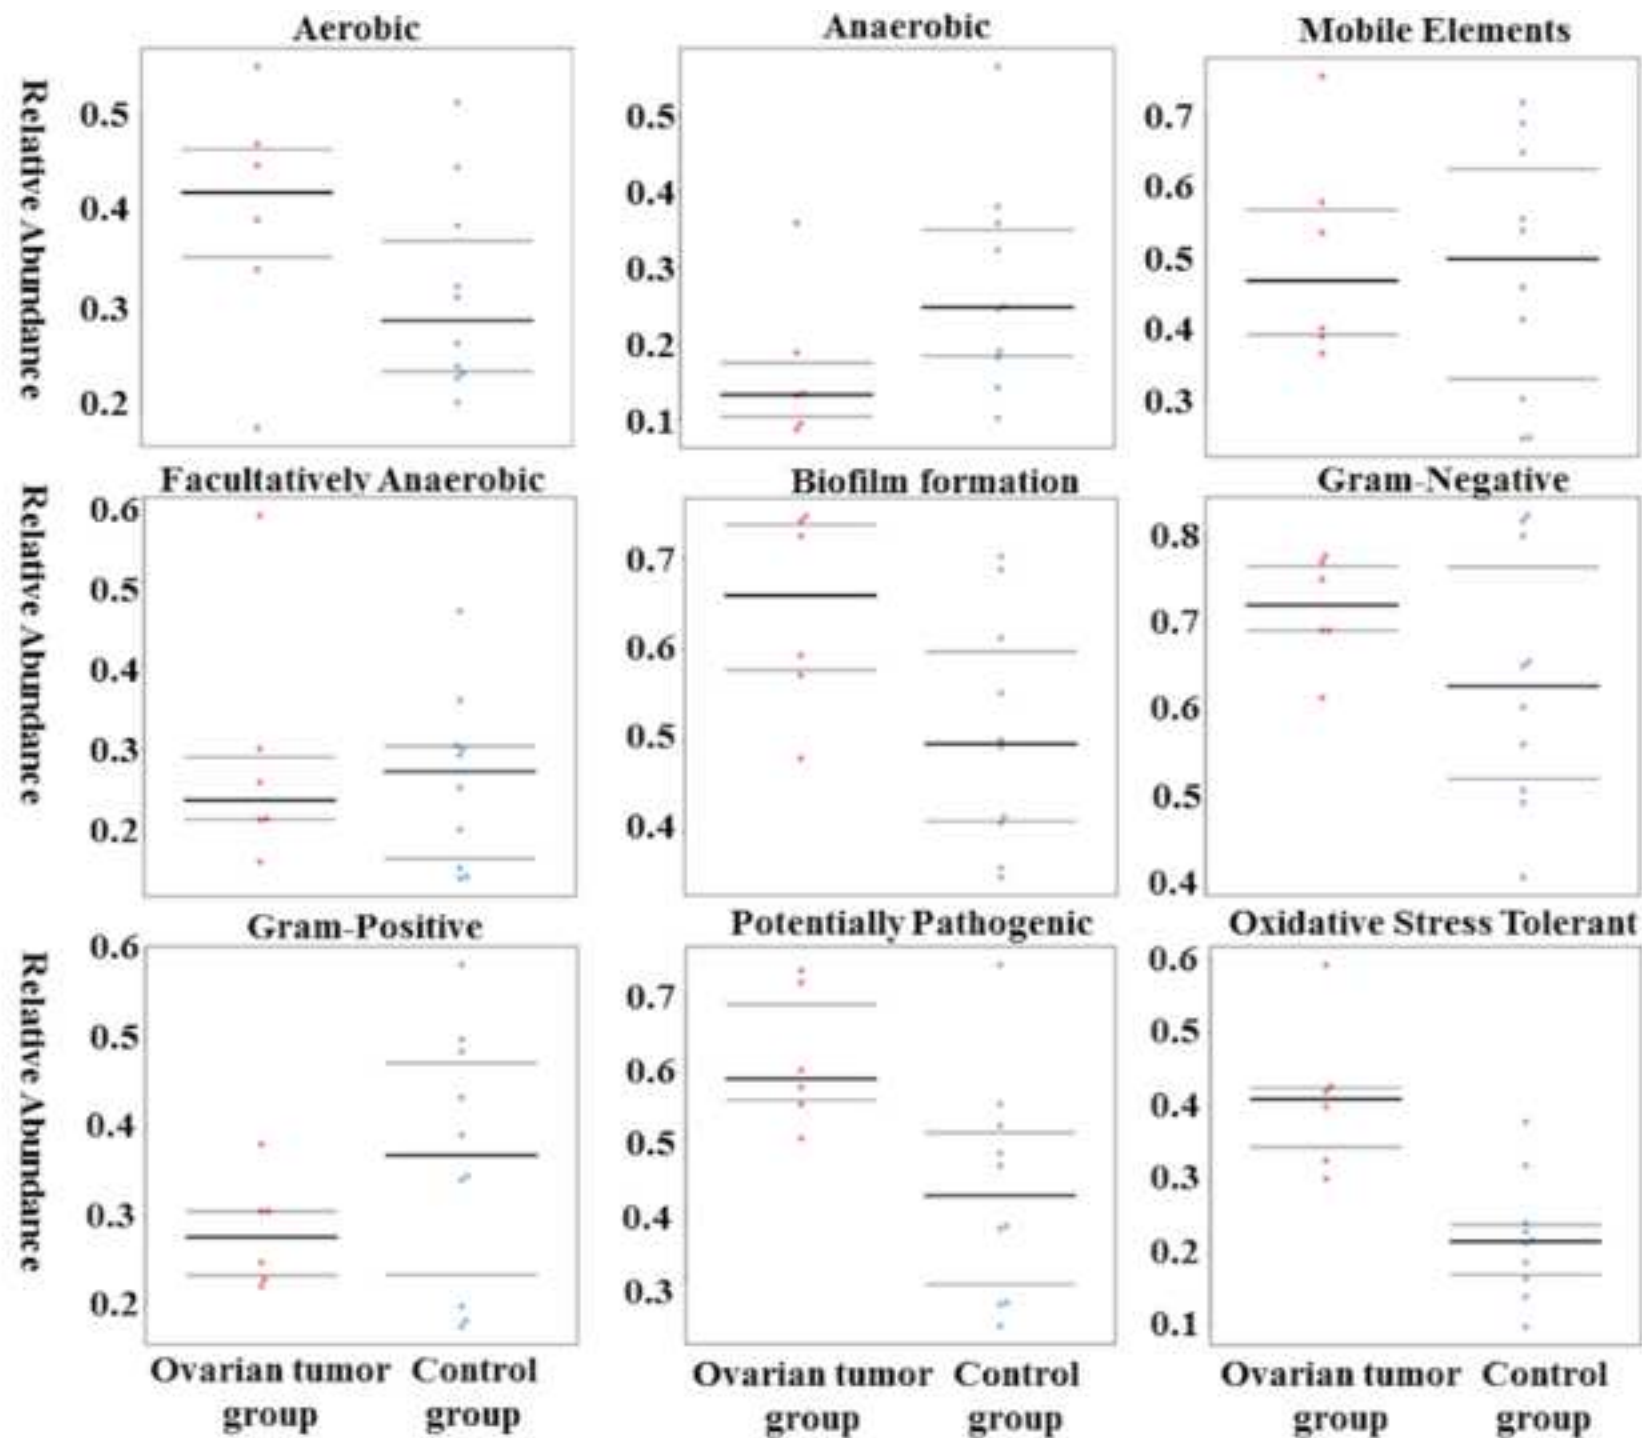 Aerobic
Anaerobic
Mobile Elements
Relative Abundance
0.5
0.4
0.3
0.2
0.5
0.4
0.3
0.2
0.1
0.7
0.6
0.5
0.4
0.3
Facultatively Anaerobic
Biofilm formation
Gram-Negative
Relative Abundance
0.6
0.5
0.4
0.3
0.2
0.7
0.6
0.5
0.4
0.8
0.7
0.6
0.5
0.4
Gram-Positive
Potentially Pathogenic
Oxidative Stress Tolerant
Relative Abundance
0.6
0.5
0.4
0.3
0.2
0.7
0.6
0.5
0.4
0.3
0.6
0.5
0.4
0.3
0.2
0.1
Ovarian tumor group
Control group
Ovarian tumor group
Control group
Ovarian tumor group
Control group